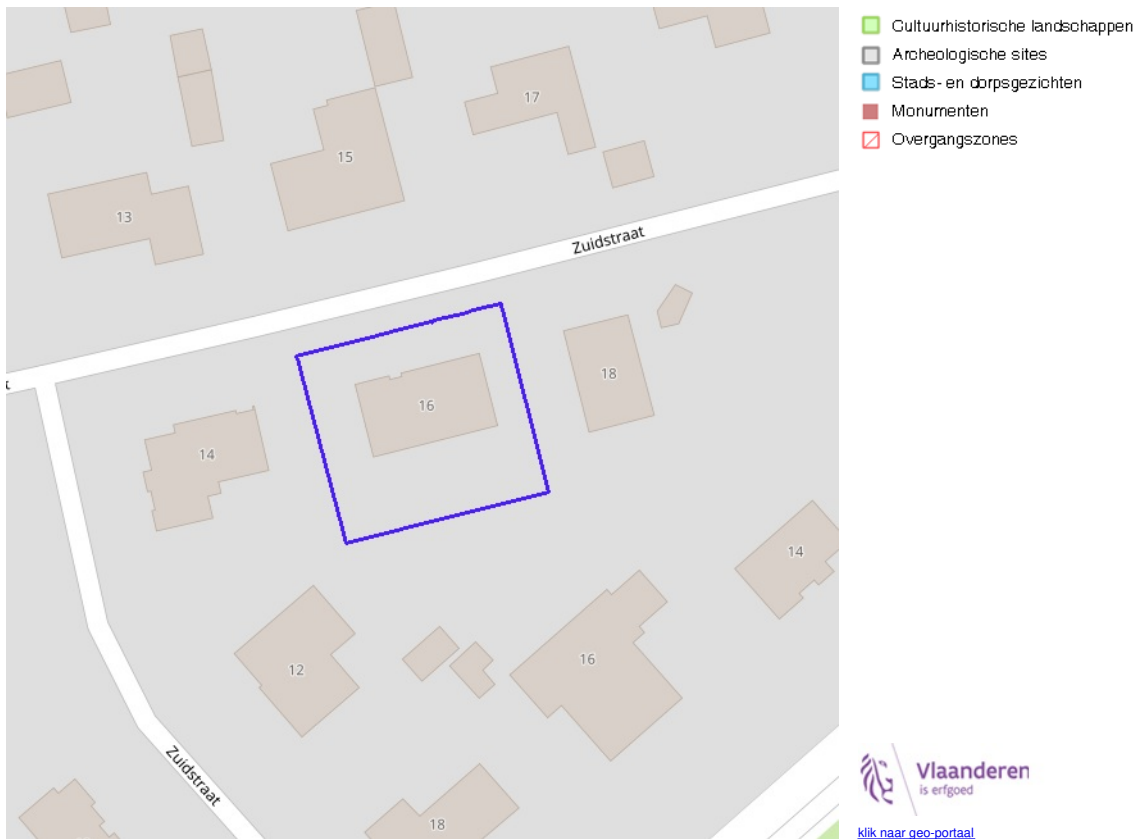 Cultuurhistorische landschappen
Archeologische sites
Stads- en dorpsgezichten
Monumenten
Overgangszones
17
15
13
Zuidstraat
18
16
14
14
12
16
Zuidstraat
18
Vlaanderen
is erfgoed
klik naar geo-portaal